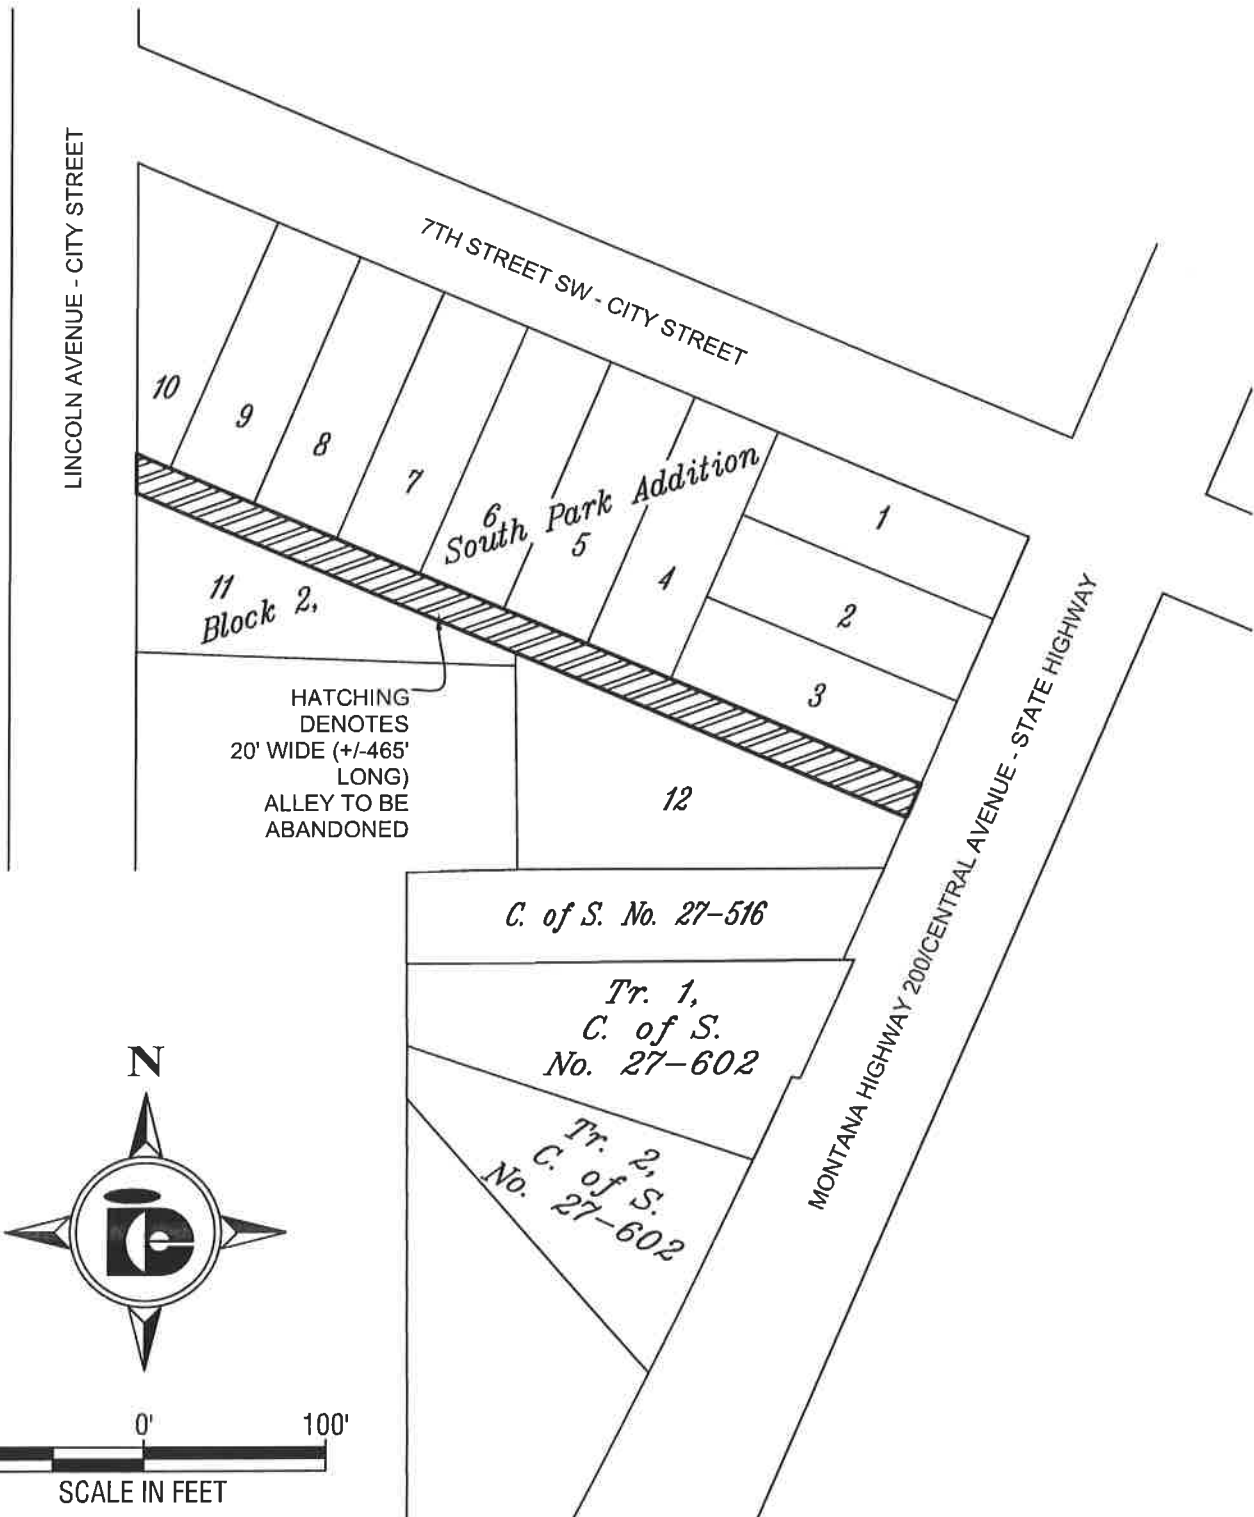 LINCOLN AVENUE - CITY STREET
7TH STREET SW - CITY STREET
10
9
8
7
6
5
4
1
2
3
South Park Addition
11
Block 2,
HATCHING
DENOTES
20' WIDE (+/-465'
LONG)
ALLEY TO BE
ABANDONED
12
MONTANA HIGHWAY 200/CENTRAL AVENUE - STATE HIGHWAY
C. of S. No. 27-516
Tr. 1,
C. of S.
No. 27-602
Tr. 2,
C. of S.
No. 27-602
N
0'
100'
SCALE IN FEET